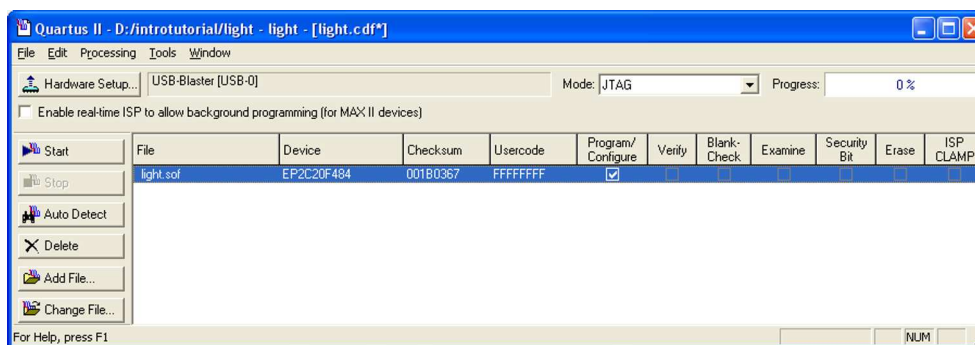 Quartus II - D:/introtutorial/light - light - [light.cdf*]
File Edit Processing Tools Window
Hardware Setup... USB-Blaster [USB-0] Mode: JTAG Progress: 0 %
Enable real-time ISP to allow background programming (for MAX II devices)
Start
Stop
Auto Detect
Delete
Add File...
Change File...
File Device Checksum Usercode Program/ Configure Verify Blank- Check Examine Security Bit Erase ISP CLAMP
light.sof EP2C20F484 001B0367 FFFFFFFF
For Help, press F1 NUM